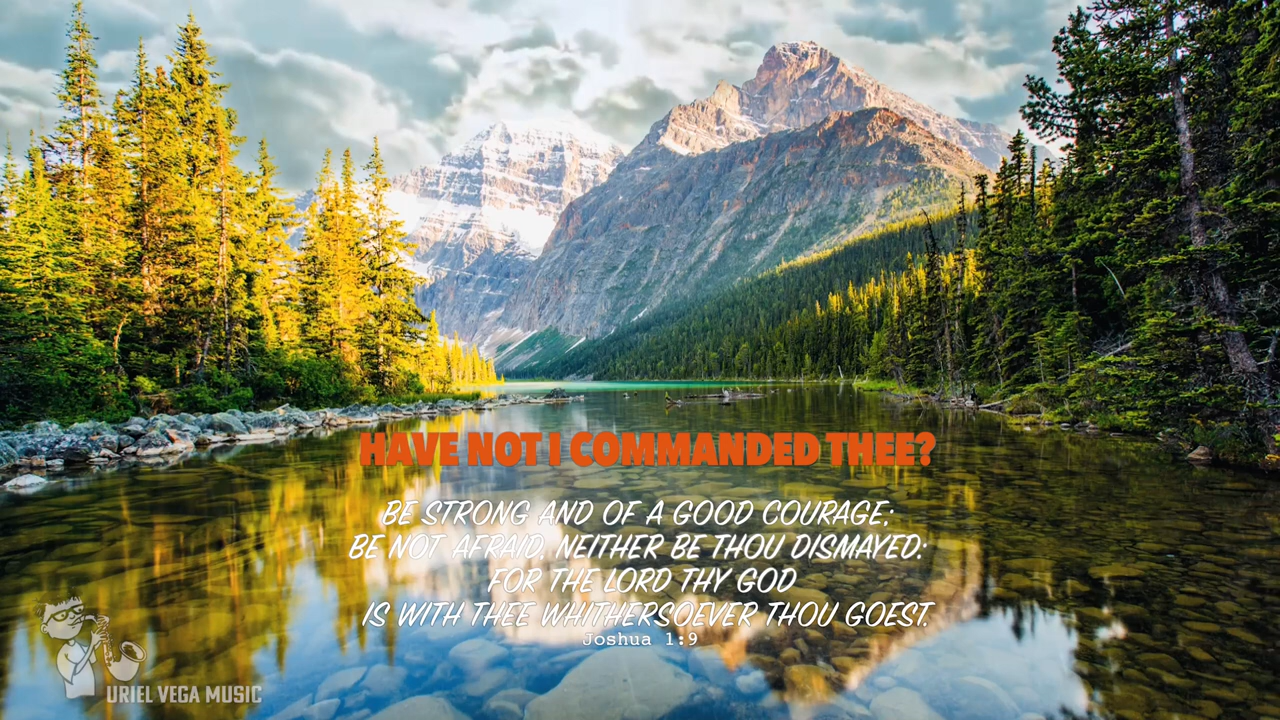 HAVE NOT I COMMANDED THEE?
BE STRONG AND OF A GOOD COURAGE;
BE NOT AFRAID, NEITHER BE THOU DISMAYED:
FOR THE LORD THY GOD
IS WITH THEE WHITHERSOEVER THOU GOEST.
Joshua 1:9
URIEL VEGA MUSIC